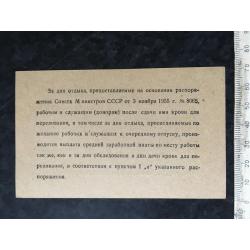 За дни отдыха, предоставляемые на основании распоря-
жения Совета Министров СССР от 3 ноября 1955 г. №
рабочим и служащим (донорам) после сдачи ими крови для
переливания, в том числе за дни отдыха, присоединяемые по
желанию рабочих и служащих к очередному отпуску, произ-
водится выплата средней заработной платы по месту работы
так же, как и за дни обследования и дни дачи крови для пе-
реливания, в соответствии с пунктом 1 „а" указанного рас-
поряжения.